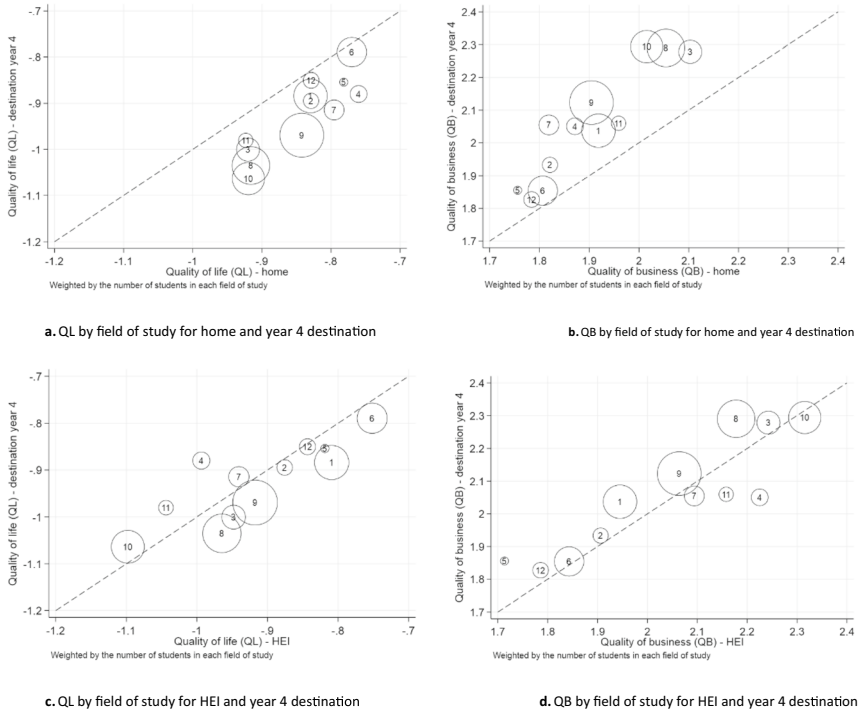 -.7
-.8
-.9
-1
-1.1
-1.2
Quality of life (QL) - destination year 4
6
12
5
4
1
2
7
9
11
3
8
10
-1.2 -1.1 -1 -.9 -.8 -.7
Quality of life (QL) - home
Weighted by the number of students in each field of study
a. QL by field of study for home and year 4 destination
2.4
2.3
2.2
2.1
2
1.9
1.8
1.7
Quality of business (QB) - destination year 4
10 8 3
9
7 4 1 11
2
5 6
12
1.7 1.8 1.9 2 2.1 2.2 2.3 2.4
Quality of business (QB) - home
Weighted by the number of students in each field of study
b. QB by field of study for home and year 4 destination
-.7
-.8
-.9
-1
-1.1
-1.2
Quality of life (QL) - destination year 4
6
12 5
4 1
2
7
9
11
3
8
10
-1.2 -1.1 -1 -.9 -.8 -.7
Quality of life (QL) - HEI
Weighted by the number of students in each field of study
c. QL by field of study for HEI and year 4 destination
2.4
2.3
2.2
2.1
2
1.9
1.8
1.7
Quality of business (QB) - destination year 4
8 3 10
9
1 7 11 4
2
5 6
12
1.7 1.8 1.9 2 2.1 2.2 2.3 2.4
Quality of business (QB) - HEI
Weighted by the number of students in each field of study
d. QB by field of study for HEI and year 4 destination